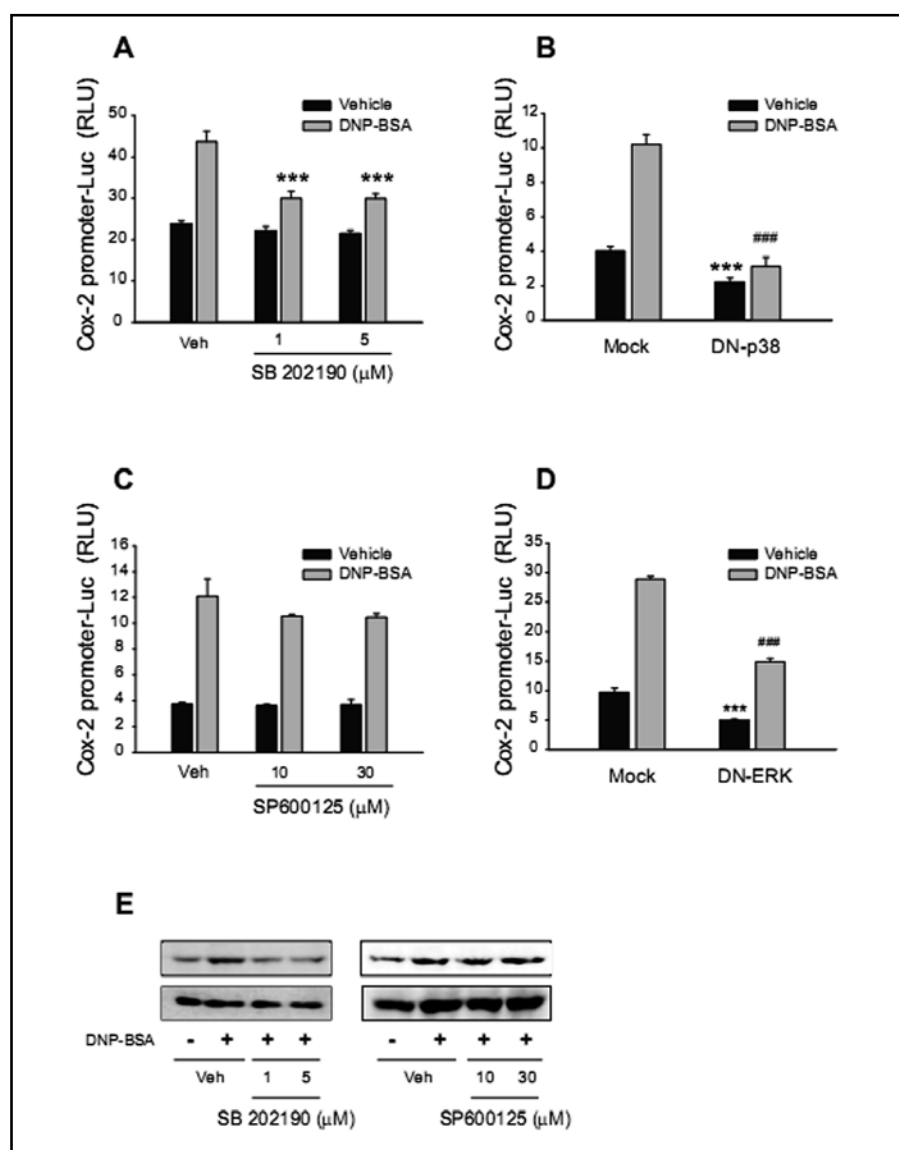 A
Cox-2 promoter-Luc (RLU)
50
40
30
20
10
0
Vehicle
DNP-BSA
***
***
Veh
1
5
SB 202190 (μM)
B
Cox-2 promoter-Luc (RLU)
12
10
8
6
4
2
0
Vehicle
DNP-BSA
***
###
Mock
DN-p38
C
Cox-2 promoter-Luc (RLU)
16
14
12
10
8
6
4
2
0
Vehicle
DNP-BSA
Veh
10
30
SP600125 (μM)
D
Cox-2 promoter-Luc (RLU)
35
30
25
20
15
10
5
0
Vehicle
DNP-BSA
***
###
Mock
DN-ERK
E
DNP-BSA - + + + - + + +
Veh 1 5 Veh 10 30
SB 202190 (μM) SP600125 (μM)